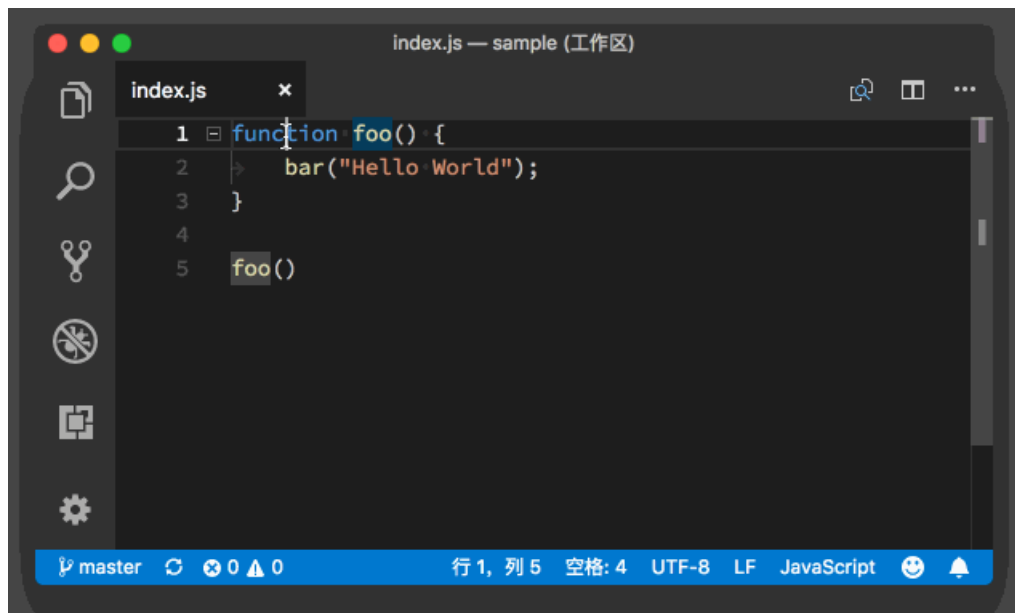 index.js — sample (工作区)
index.js ×
1 function foo() {
2 bar("Hello World");
3 }
4
5 foo()
master 0 0 行 1, 列 5 空格: 4 UTF-8 LF JavaScript